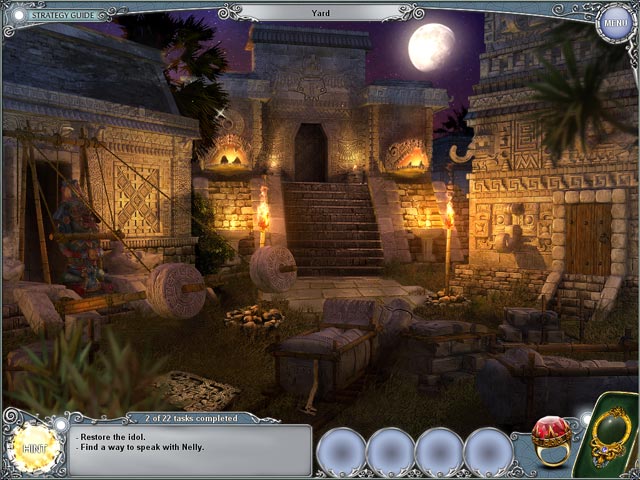 STRATEGY GUIDE
Yard
MENU
2 of 22 tasks completed
- Restore the idol.
- Find a way to speak with Nelly.
HINT